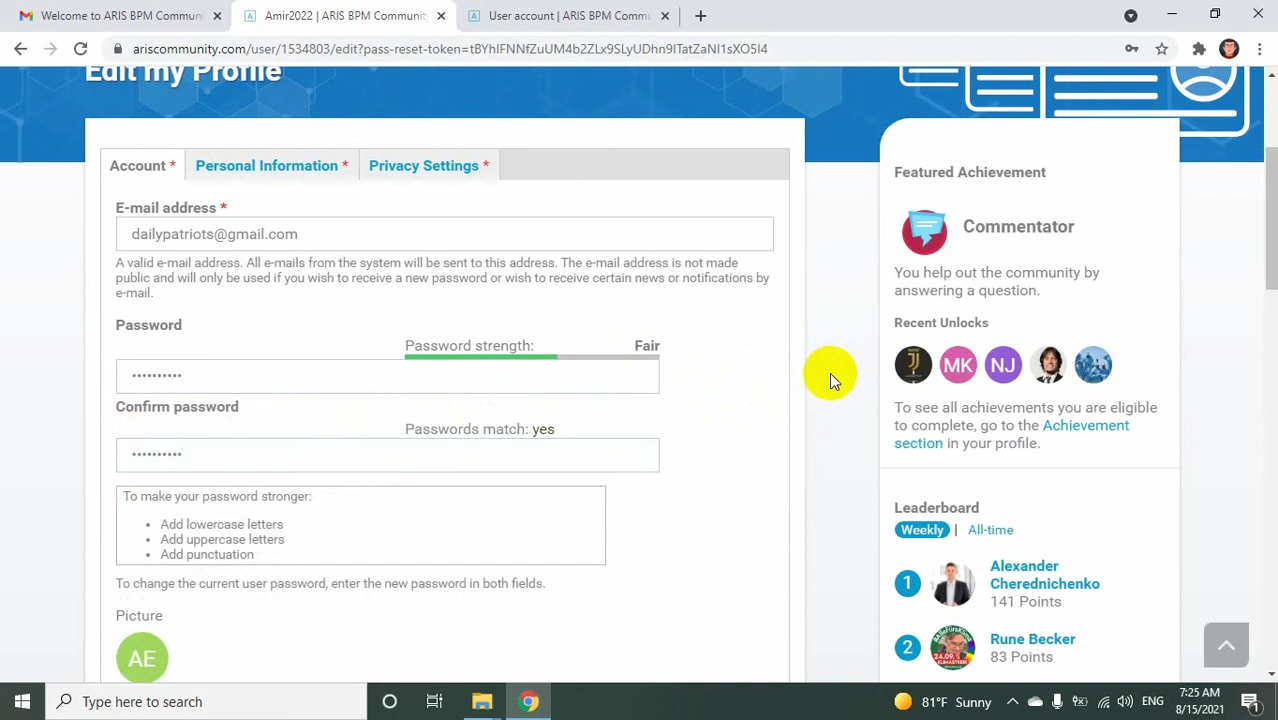 Welcome to ARIS BPM Commun
Amir2022 | ARIS BPM Community
User account | ARIS BPM Commu
ariscommunity.com/user/1534803/edit?pass-reset-token=tBYhIFNNfZuUM4b2ZLx9SLyUDhn9ITatZaNI1sXO5I4
Edit my Profile
Account *
Personal Information *
Privacy Settings *
E-mail address *
dailypatriots@gmail.com
A valid e-mail address. All e-mails from the system will be sent to this address. The e-mail address is not made
public and will only be used if you wish to receive a new password or wish to receive certain news or notifications by
e-mail.
Password
Password strength:
Fair
••••••••••
Confirm password
Passwords match: yes
••••••••••
To make your password stronger:
• Add lowercase letters
• Add uppercase letters
• Add punctuation
To change the current user password, enter the new password in both fields.
Picture
AE
Featured Achievement
Commentator
You help out the community by
answering a question.
Recent Unlocks
MK
NJ
To see all achievements you are eligible
to complete, go to the Achievement
section in your profile.
Leaderboard
Weekly | All-time
1
Alexander
Cherednichenko
141 Points
2
Rune Becker
83 Points
24.09.
KLIMASTREIK
Type here to search
81°F Sunny
ENG
7:25 AM
8/15/2021
1